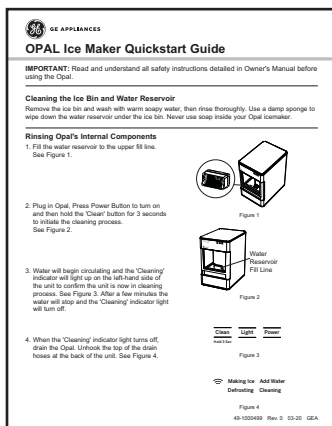 GE APPLIANCES
OPAL Ice Maker Quickstart Guide
IMPORTANT: Read and understand all safety instructions detailed in Owner's Manual before
using the Opal.
Cleaning the Ice Bin and Water Reservoir
Remove the ice bin and wash with warm soapy water, then rinse thoroughly. Use a damp sponge to
wipe down the water reservoir under the ice bin. Never use soap inside your Opal icemaker.
Rinsing Opal's Internal Components
1. Fill the water reservoir to the upper fill line.
See Figure 1.
Figure 1
2. Plug in Opal, Press Power Button to turn on
and then hold the 'Clean' button for 3 seconds
to initiate the cleaning process.
See Figure 2.
Water
Reservoir
Fill Line
Figure 2
3. Water will begin circulating and the 'Cleaning'
indicator will light up on the left-hand side of
the unit to confirm the unit is now in cleaning
process. See Figure 3. After a few minutes the
water will stop and the 'Cleaning' indicator light
will turn off.
Clean Light Power
Hold 3 Sec
Figure 3
4. When the 'Cleaning' indicator light turns off,
drain the Opal. Unhook the top of the drain
hoses at the back of the unit. See Figure 4.
Making Ice Add Water
Defrosting Cleaning
Figure 4
49-1000499 Rev. 0 03-20 GEA